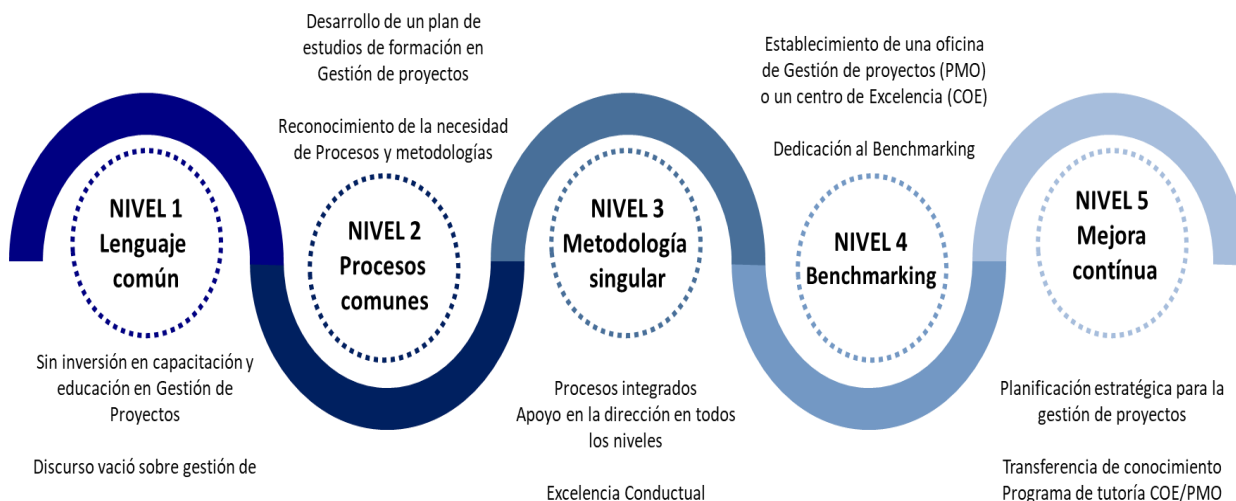 NIVEL 1
Lenguaje
común
Sin inversión en capacitación y
educación en Gestión de
Proyectos
Discurso vació sobre gestión de
Desarrollo de un plan de
estudios de formación en
Gestión de proyectos
Reconocimiento de la necesidad
de Procesos y metodologías
NIVEL 2
Procesos
comunes
NIVEL 3
Metodología
singular
Procesos integrados
Apoyo en la dirección en todos
los niveles
Excelencia Conductual
Establecimiento de una oficina
de Gestión de proyectos (PMO)
o un centro de Excelencia (COE)
Dedicación al Benchmarking
NIVEL 4
Benchmarking
NIVEL 5
Mejora
contínua
Planificación estratégica para la
gestión de proyectos
Transferencia de conocimiento
Programa de tutoría COE/PMO